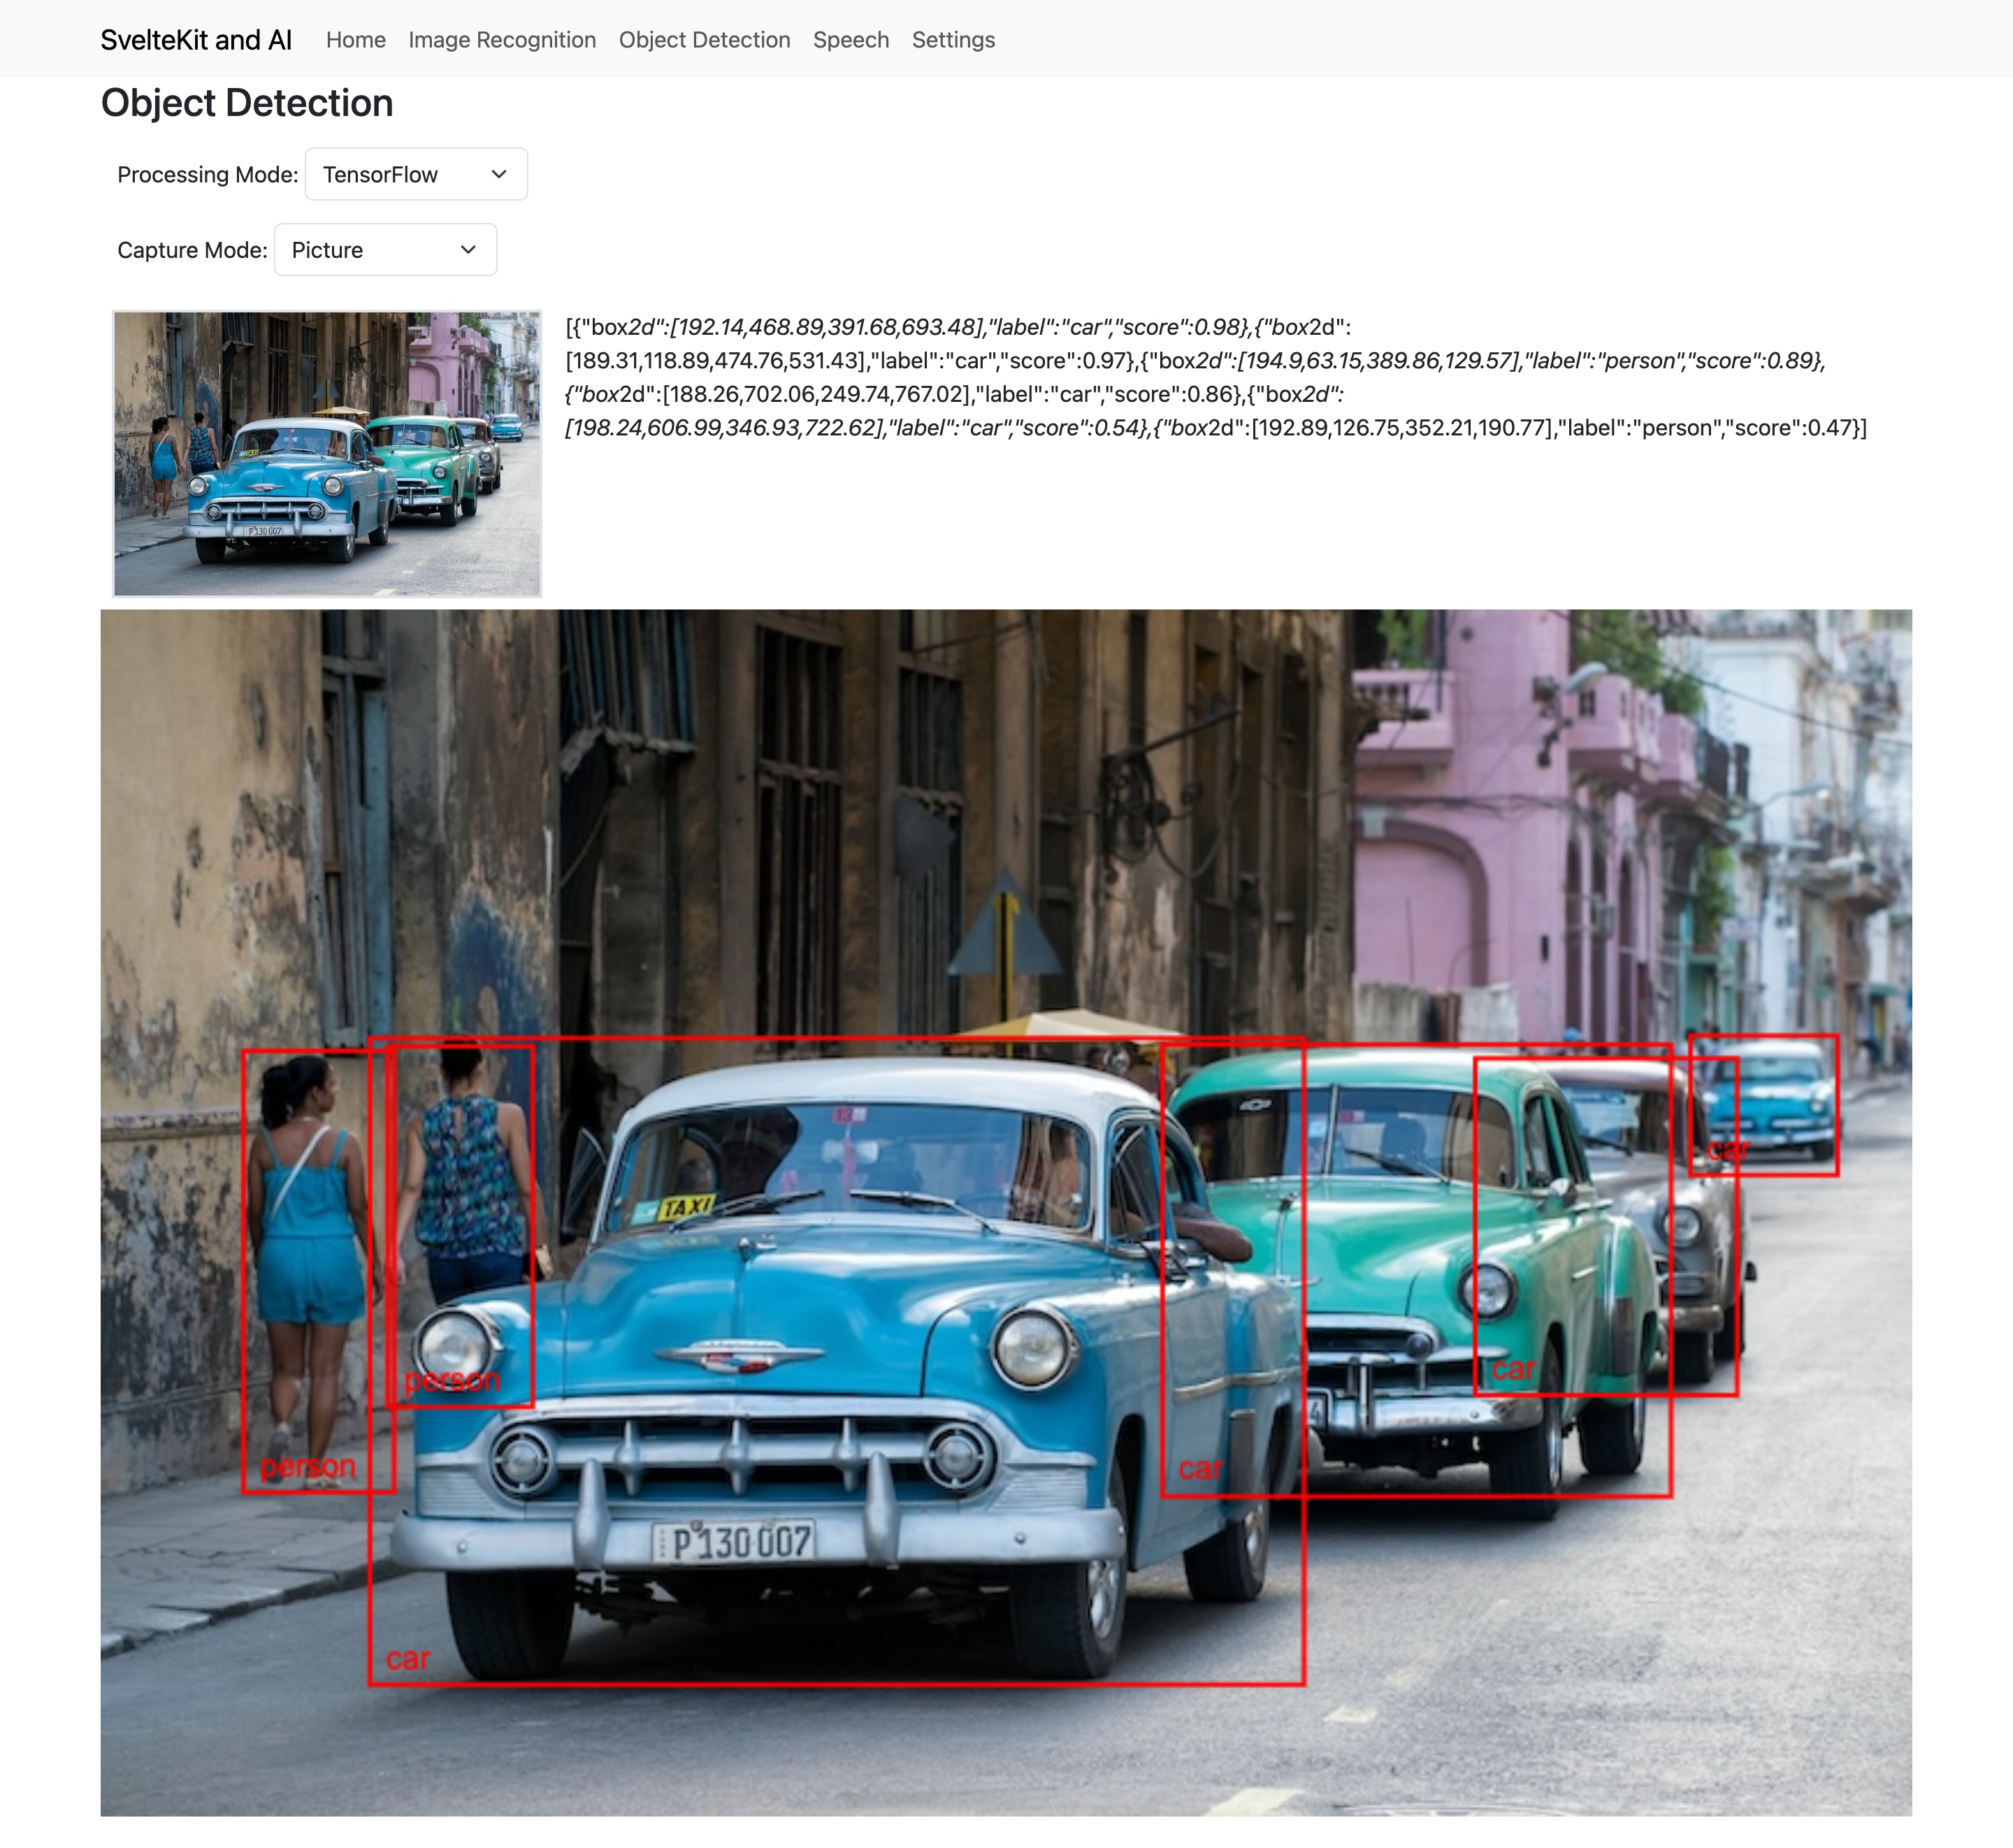 SvelteKit and AI Home Image Recognition Object Detection Speech Settings
Object Detection
Processing Mode: TensorFlow
Capture Mode: Picture
[{"box2d":[192.14,468.89,391.68,693.48],"label":"car","score":0.98},{"box2d":
[189.31,118.89,474.76,531.43],"label":"car","score":0.97},{"box2d":[194.9,63.15,389.86,129.57],"label":"person","score":0.89},
{"box2d":[188.26,702.06,249.74,767.02],"label":"car","score":0.86},{"box2d":
[198.24,606.99,346.93,722.62],"label":"car","score":0.54},{"box2d":[192.89,126.75,352.21,190.77],"label":"person","score":0.47}]
P 130 007
13
car
TAXI
car
person
car
person
4
P 130 007
car